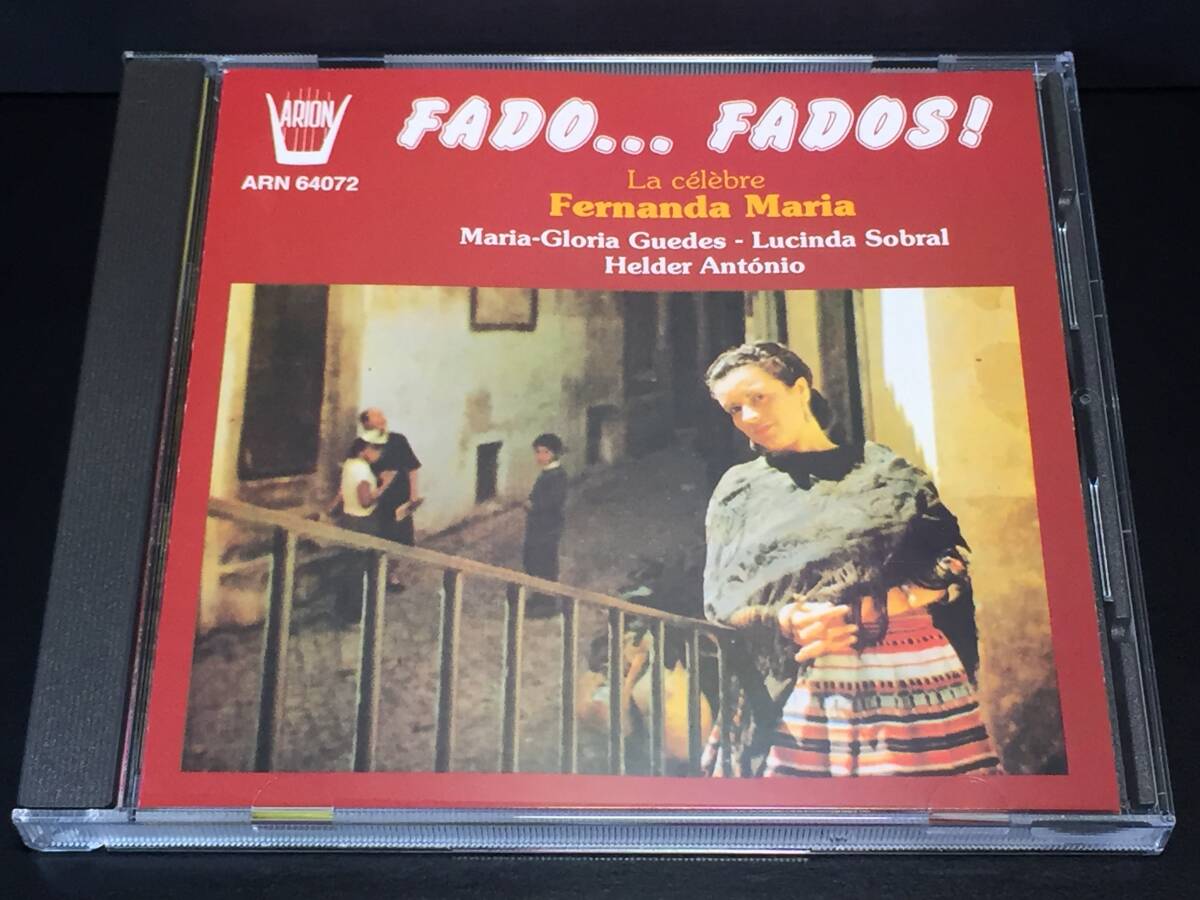 ARION
ARN 64072
FADO... FADOS!
La célèbre
Fernanda Maria
Maria-Gloria Guedes - Lucinda Sobral
Helder António